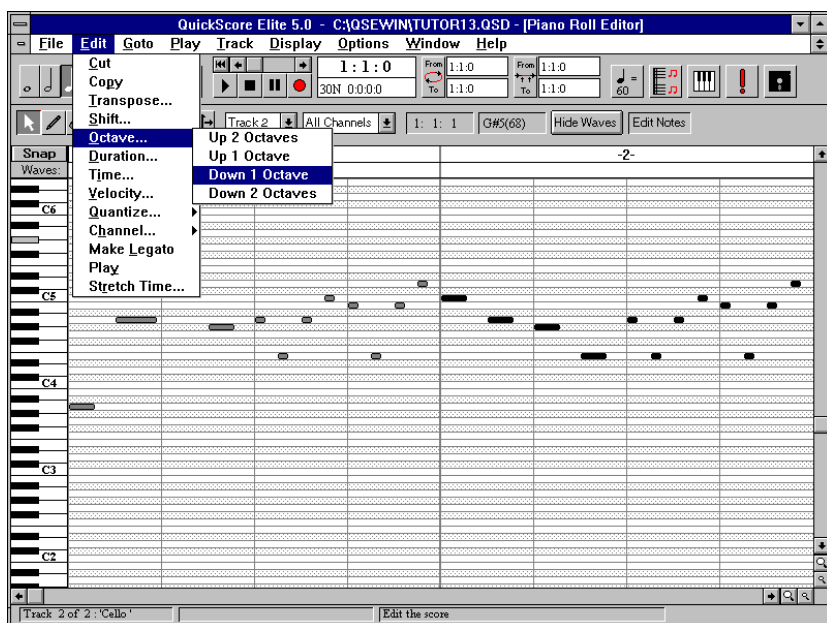 QuickScore Elite 5.0 - C:\QSEWIN\TUTOR13.QSD - [Piano Roll Editor]
File Edit Goto Play Track Display Options Window Help
1:1:0
30N 0:0:0:0
From 1:1:0
To 1:1:0
From 1:1:0
To 1:1:0
60
Track 2 All Channels 1: 1: 1 G#5(68) Hide Waves Edit Notes
Cut
Copy
Transpose...
Shift...
Octave...
Duration...
Time...
Velocity...
Quantize...
Channel...
Make Legato
Play
Stretch Time...
Up 2 Octaves
Up 1 Octave
Down 1 Octave
Down 2 Octaves
Snap
-2-
Waves:
C6
C5
C4
C3
C2
Track 2 of 2 : 'Cello ' Edit the score